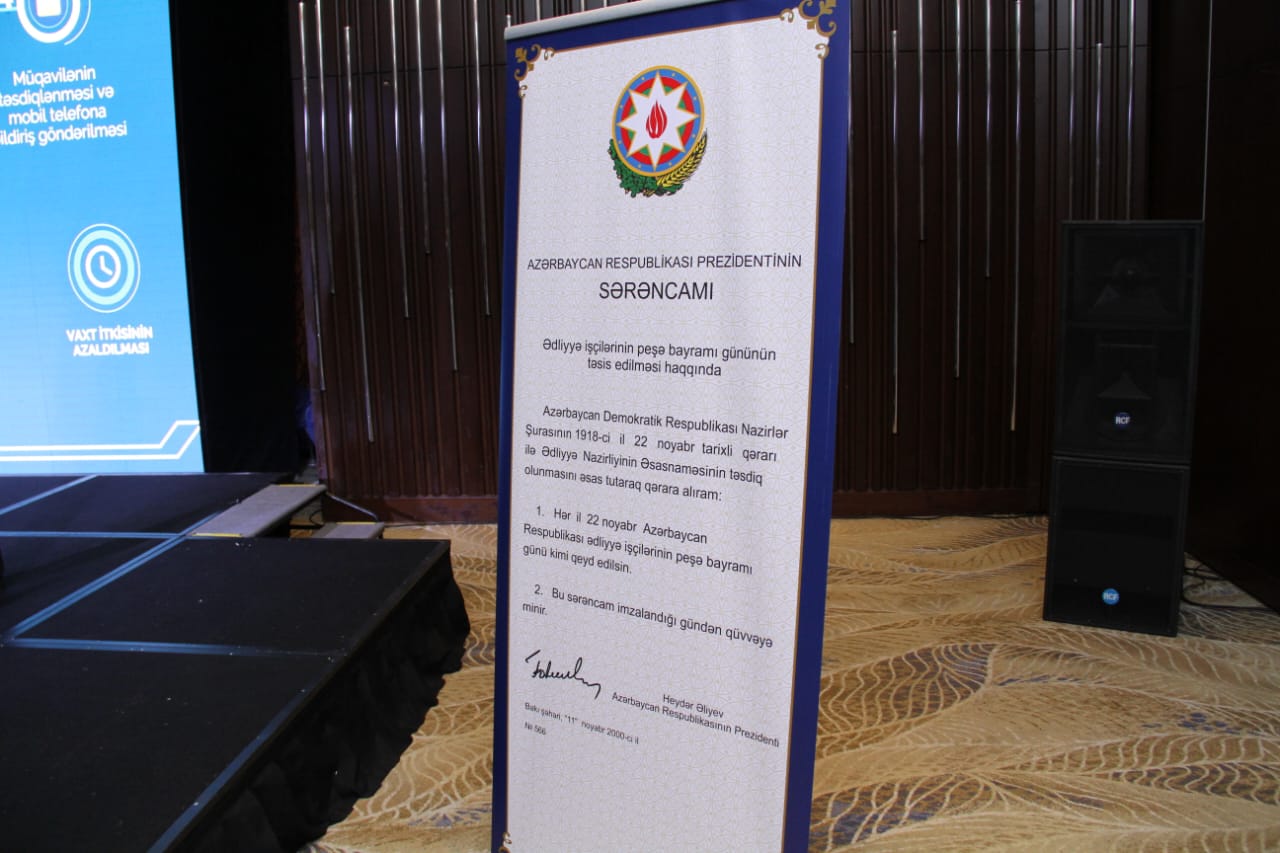 Müqavilənin
təsdiqlənməsi və
mobil telefona
bildiriş göndərilməsi
VAXT İTKİSİNİN
AZALDILMASI
AZƏRBAYCAN RESPUBLİKASI PREZİDENTİNİN
SƏRƏNCAMI
Ədliyyə işçilərinin peşə bayramı gününün
təsis edilməsi haqqında
Azərbaycan Demokratik Respublikası Nazirlər
Şurasının 1918-ci il 22 noyabr tarixli qərarı
ilə Ədliyyə Nazirliyinin Əsasnaməsinin təsdiq
olunmasını əsas tutaraq qərara alıram:
1. Hər il 22 noyabr Azərbaycan
Respublikası ədliyyə işçilərinin peşə bayramı
günü kimi qeyd edilsin.
2. Bu sərəncam imzalandığı gündən qüvvəyə
minir.
Heydər Əliyev
Azərbaycan Respublikasının Prezidenti
Bakı şəhəri, "11" noyabr 2000-ci il
№ 566
RCF
RCF